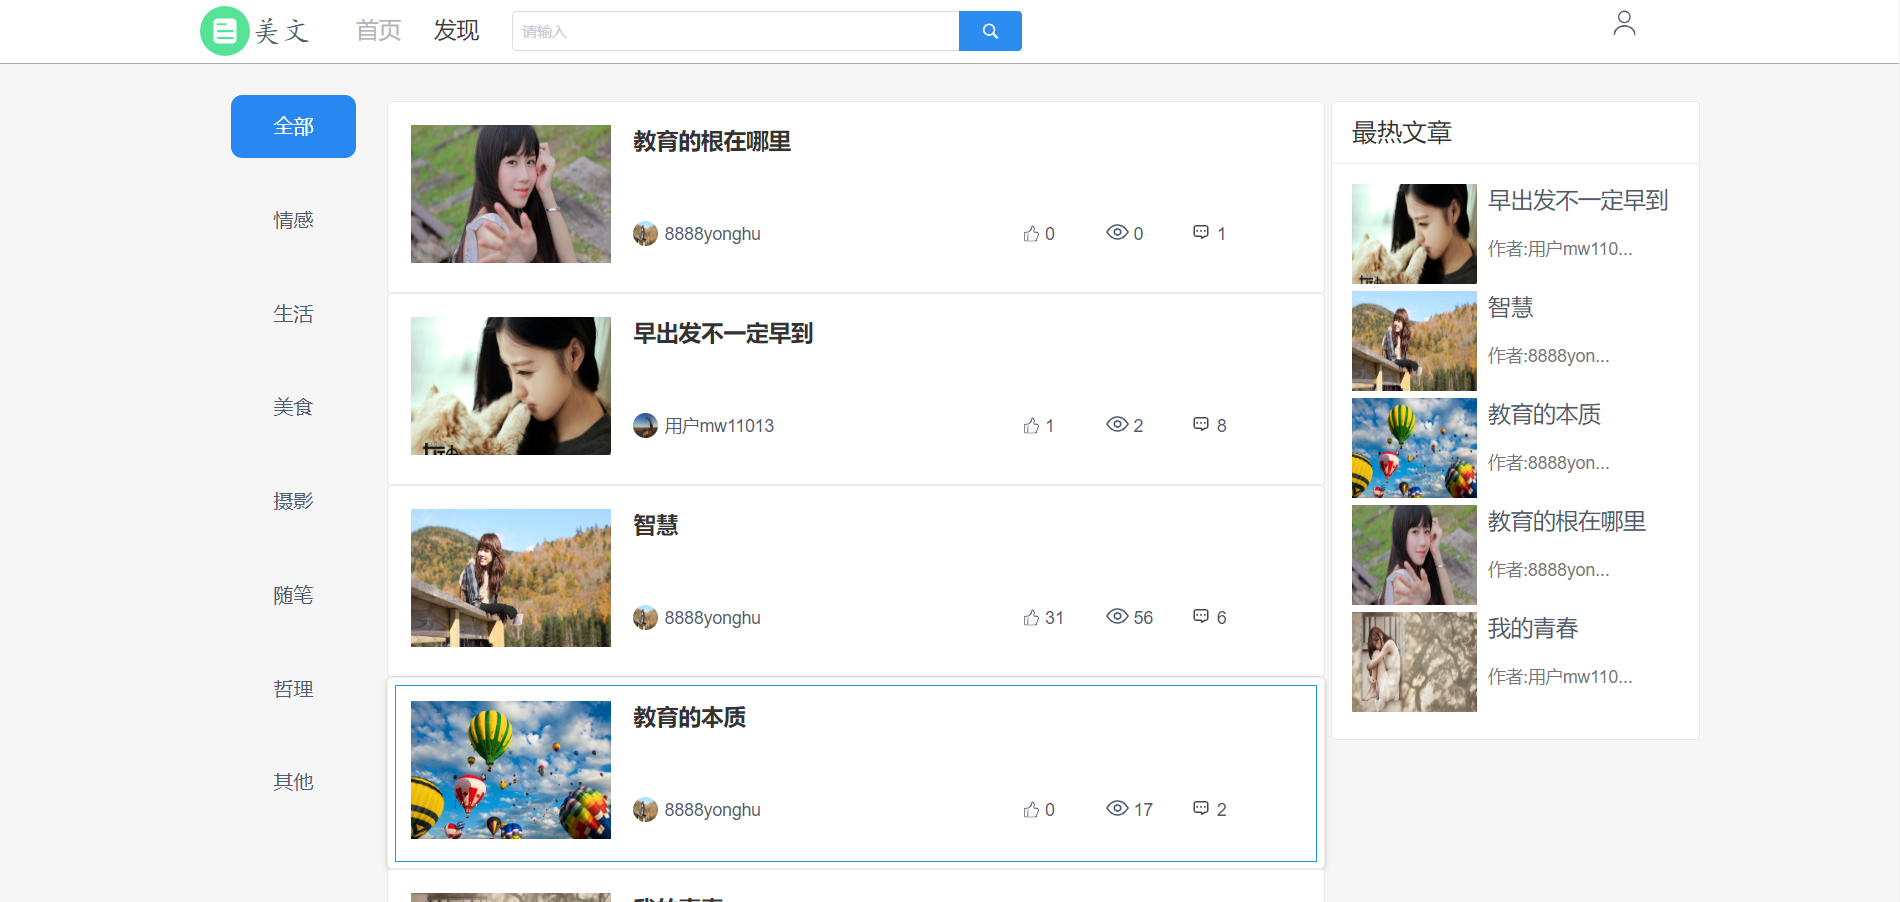 美文
首页
发现
请输入
全部
情感
生活
美食
摄影
随笔
哲理
其他
教育的根在哪里
8888yonghu
0
0
1
早出发不一定早到
用户mw11013
1
2
8
智慧
8888yonghu
31
56
6
教育的本质
8888yonghu
0
17
2
最热文章
早出发不一定早到
作者:用户mw110...
智慧
作者:8888yon...
教育的本质
作者:8888yon...
教育的根在哪里
作者:8888yon...
我的青春
作者:用户mw110...